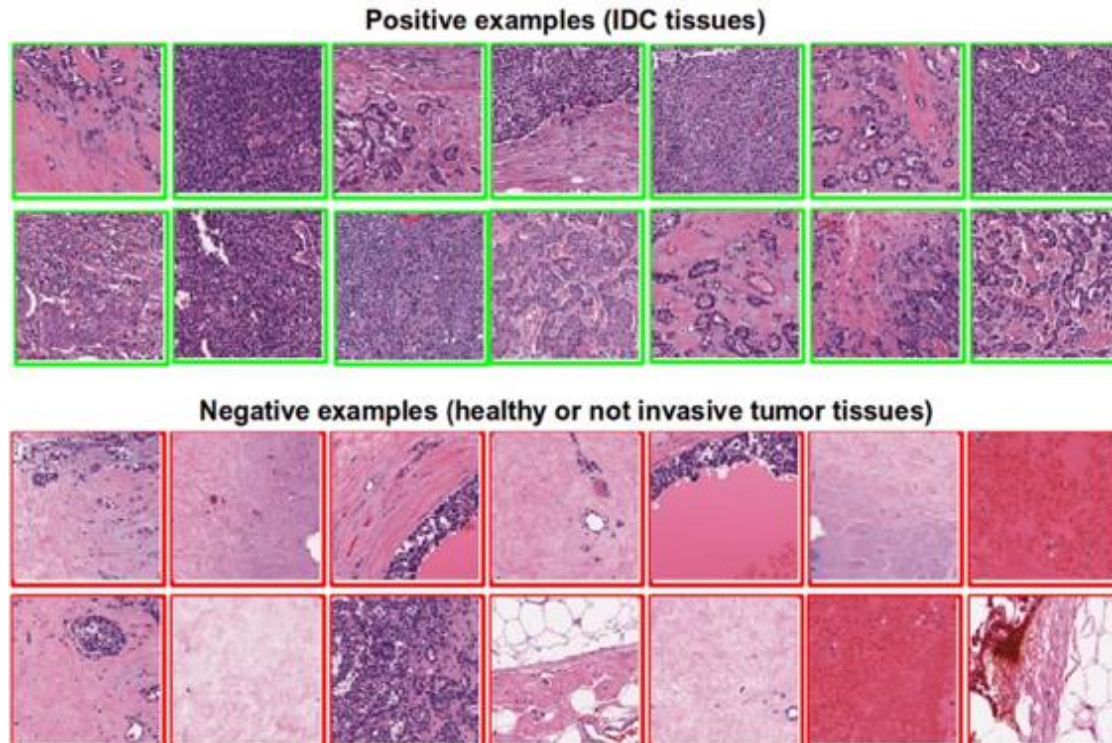 Positive examples (IDC tissues)
Negative examples (healthy or not invasive tumor tissues)